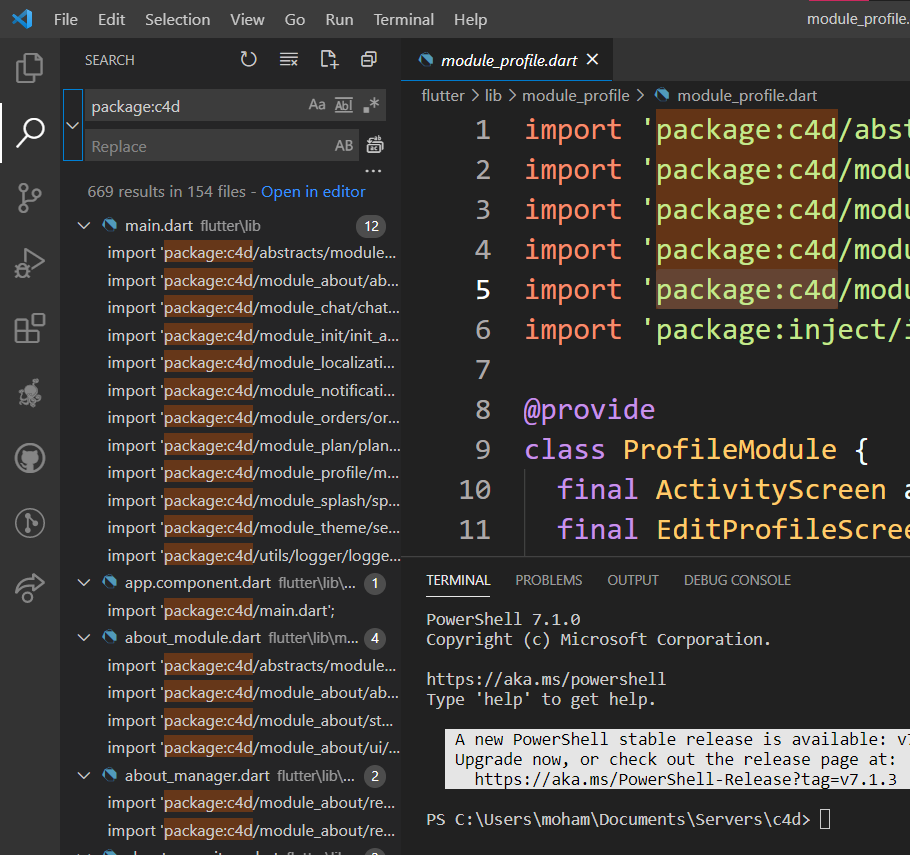 File Edit Selection View Go Run Terminal Help module_profile.
SEARCH
package:c4d Aa Abl .*
Replace AB
669 results in 154 files - Open in editor
main.dart flutter\lib 12
import 'package:c4d/abstracts/module...
import 'package:c4d/module_about/ab...
import 'package:c4d/module_chat/chat...
import 'package:c4d/module_init/init_a...
import 'package:c4d/module_localizati...
import 'package:c4d/module_notificati...
import 'package:c4d/module_orders/or...
import 'package:c4d/module_plan/plan...
import 'package:c4d/module_profile/m...
import 'package:c4d/module_splash/sp...
import 'package:c4d/module_theme/se...
import 'package:c4d/utils/logger/logge...
app.component.dart flutter\lib\... 1
import 'package:c4d/main.dart';
about_module.dart flutter\lib\m... 4
import 'package:c4d/abstracts/module...
import 'package:c4d/module_about/ab...
import 'package:c4d/module_about/st...
import 'package:c4d/module_about/ui/...
about_manager.dart flutter\lib\... 2
import 'package:c4d/module_about/re...
import 'package:c4d/module_about/re...
module_profile.dart
flutter > lib > module_profile > module_profile.dart
1 import 'package:c4d/abst
2 import 'package:c4d/modu
3 import 'package:c4d/modu
4 import 'package:c4d/modu
5 import 'package:c4d/modu
6 import 'package:inject/i
7
8 @provide
9 class ProfileModule {
10 final ActivityScreen a
11 final EditProfileScree
TERMINAL PROBLEMS OUTPUT DEBUG CONSOLE
PowerShell 7.1.0
Copyright (c) Microsoft Corporation.
https://aka.ms/powershell
Type 'help' to get help.
A new PowerShell stable release is available: v7
Upgrade now, or check out the release page at:
https://aka.ms/PowerShell-Release?tag=v7.1.3
PS C:\Users\moham\Documents\Servers\c4d>